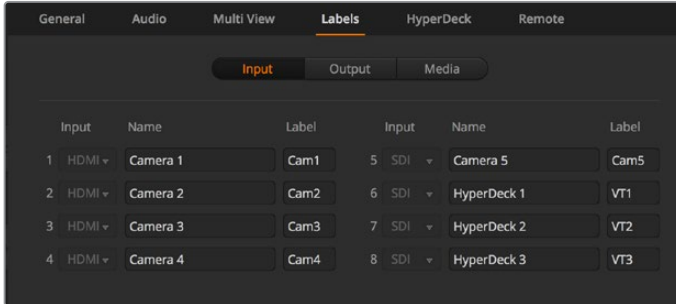 General Audio Multi View Labels HyperDeck Remote
Input Output Media
Input Name Label Input Name Label
1 HDMI Camera 1 Cam1 5 SDI Camera 5 Cam5
2 HDMI Camera 2 Cam2 6 SDI HyperDeck 1 VT1
3 HDMI Camera 3 Cam3 7 SDI HyperDeck 2 VT2
4 HDMI Camera 4 Cam4 8 SDI HyperDeck 3 VT3